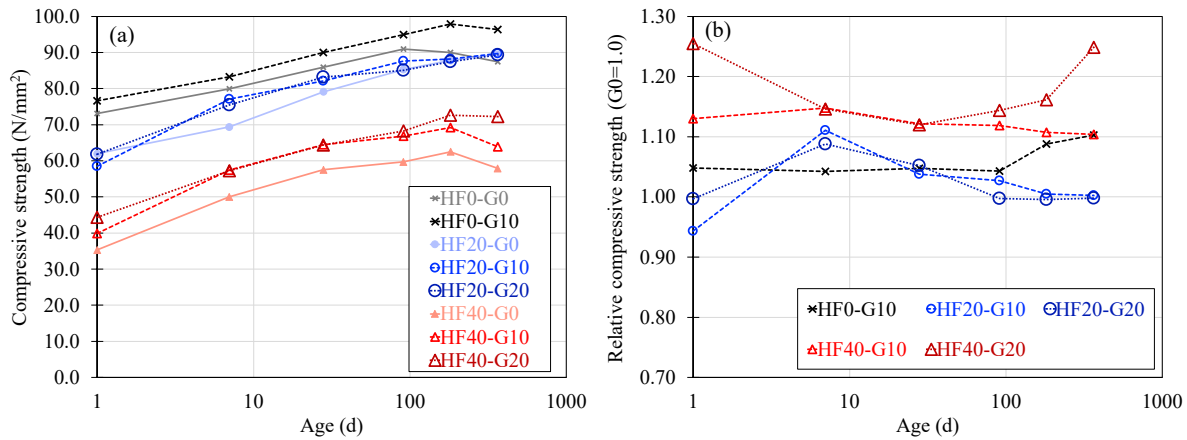 (a)
Compressive strength (N/mm²)
100.0
90.0
80.0
70.0
60.0
50.0
40.0
30.0
20.0
10.0
0.0
HF0-G0
HF0-G10
HF20-G0
HF20-G10
HF20-G20
HF40-G0
HF40-G10
HF40-G20
1 10 100 1000
Age (d)
(b)
Relative compressive strength (G0=1.0)
1.30
1.20
1.10
1.00
0.90
0.80
0.70
HF0-G10 HF20-G10 HF20-G20
HF40-G10 HF40-G20
1 10 100 1000
Age (d)